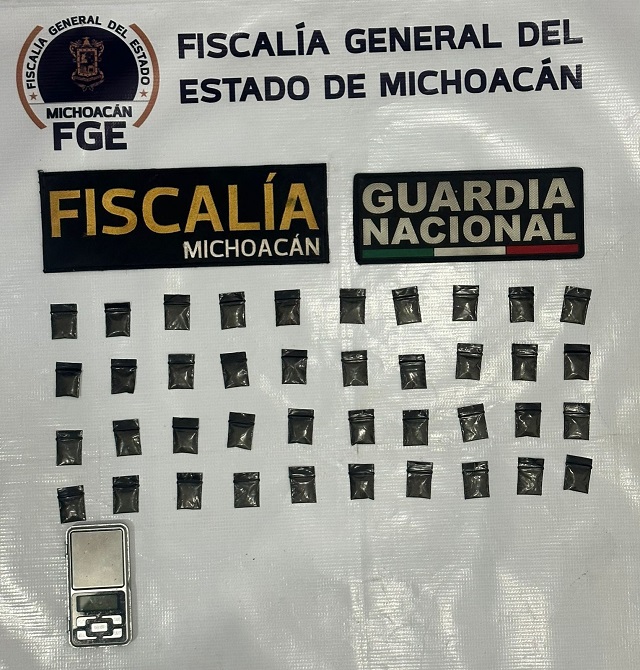 FISCALÍA GENERAL DEL ESTADO
MICHOACÁN
FGE
FISCALÍA GENERAL DEL
ESTADO DE MICHOACÁN
FISCALÍA
MICHOACÁN
GUARDIA
NACIONAL